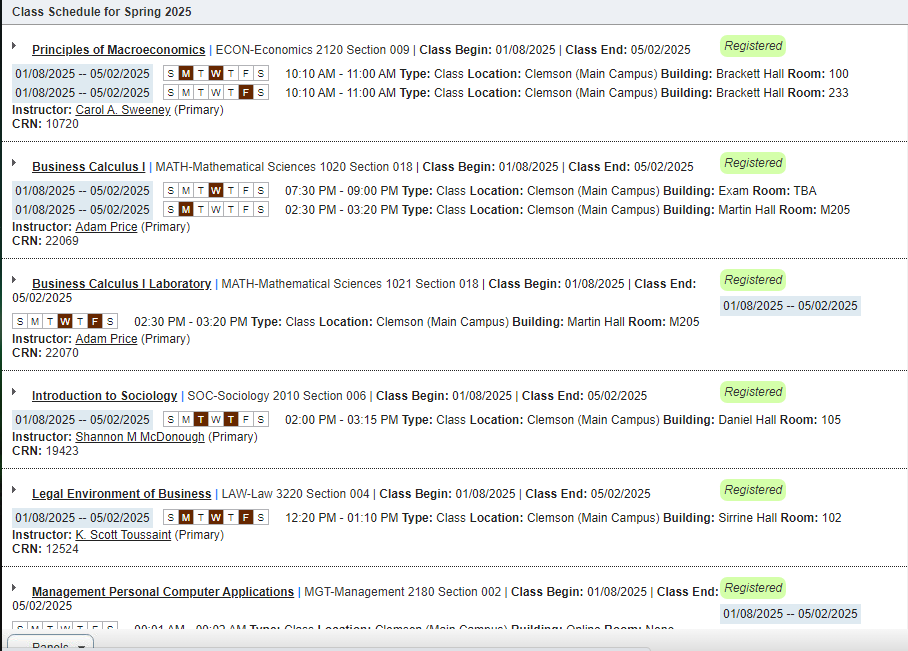 Class Schedule for Spring 2025
Principles of Macroeconomics | ECON-Economics 2120 Section 009 | Class Begin: 01/08/2025 | Class End: 05/02/2025 Registered
01/08/2025 -- 05/02/2025 S M T W T F S 10:10 AM - 11:00 AM Type: Class Location: Clemson (Main Campus) Building: Brackett Hall Room: 100
01/08/2025 -- 05/02/2025 S M T W T F S 10:10 AM - 11:00 AM Type: Class Location: Clemson (Main Campus) Building: Brackett Hall Room: 233
Instructor: Carol A. Sweeney (Primary)
CRN: 10720
Business Calculus I | MATH-Mathematical Sciences 1020 Section 018 | Class Begin: 01/08/2025 | Class End: 05/02/2025 Registered
01/08/2025 -- 05/02/2025 S M T W T F S 07:30 PM - 09:00 PM Type: Class Location: Clemson (Main Campus) Building: Exam Room: TBA
01/08/2025 -- 05/02/2025 S M T W T F S 02:30 PM - 03:20 PM Type: Class Location: Clemson (Main Campus) Building: Martin Hall Room: M205
Instructor: Adam Price (Primary)
CRN: 22069
Business Calculus I Laboratory | MATH-Mathematical Sciences 1021 Section 018 | Class Begin: 01/08/2025 | Class End: Registered
05/02/2025 01/08/2025 -- 05/02/2025
S M T W T F S 02:30 PM - 03:20 PM Type: Class Location: Clemson (Main Campus) Building: Martin Hall Room: M205
Instructor: Adam Price (Primary)
CRN: 22070
Introduction to Sociology | SOC-Sociology 2010 Section 006 | Class Begin: 01/08/2025 | Class End: 05/02/2025 Registered
01/08/2025 -- 05/02/2025 S M T W T F S 02:00 PM - 03:15 PM Type: Class Location: Clemson (Main Campus) Building: Daniel Hall Room: 105
Instructor: Shannon M McDonough (Primary)
CRN: 19423
Legal Environment of Business | LAW-Law 3220 Section 004 | Class Begin: 01/08/2025 | Class End: 05/02/2025 Registered
01/08/2025 -- 05/02/2025 S M T W T F S 12:20 PM - 01:10 PM Type: Class Location: Clemson (Main Campus) Building: Sirrine Hall Room: 102
Instructor: K. Scott Toussaint (Primary)
CRN: 12524
Management Personal Computer Applications | MGT-Management 2180 Section 002 | Class Begin: 01/08/2025 | Class End: Registered
05/02/2025 01/08/2025 -- 05/02/2025
S M T W T F S AM - AM Type: Class Location: Clemson (Main Campus) Building: Online Room: None
Panels